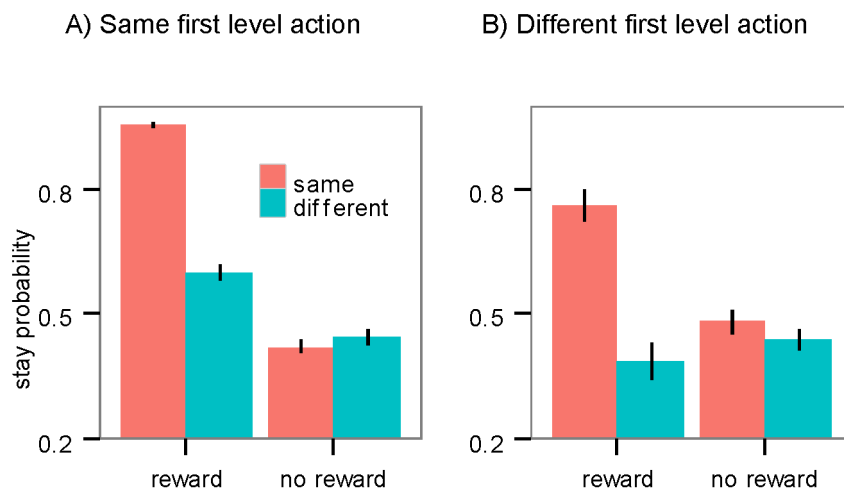 A) Same first level action
B) Different first level action
stay probability
0.8
0.5
0.2
same
different
reward
no reward
reward
no reward
0.8
0.5
0.2